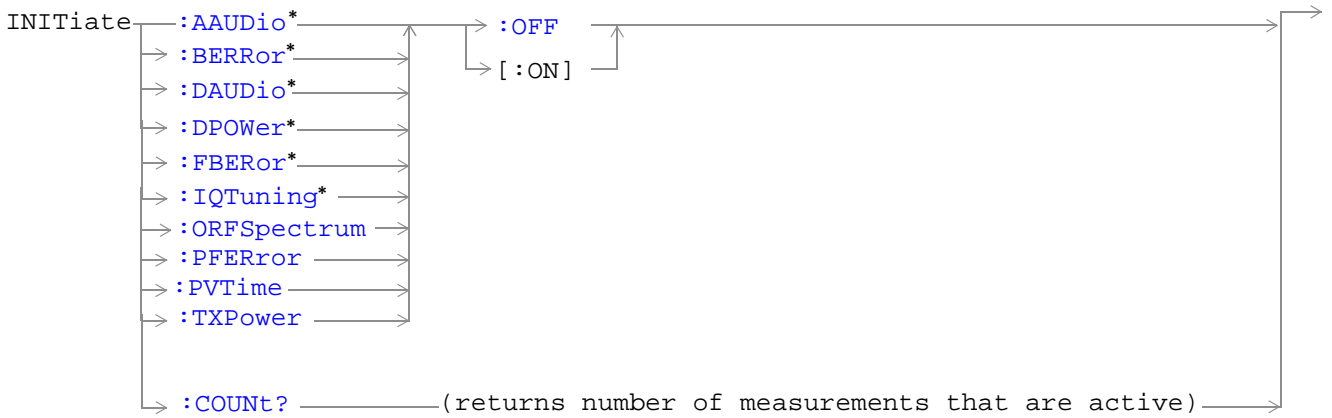 INITiate :AAUDio* :OFF
:BERRor* [:ON]
:DAUDio*
:DPOWer*
:FBERor*
:IQTuning*
:ORFSpectrum
:PFERror
:PVTime
:TXPower
:COUNt? (returns number of measurements that are active)